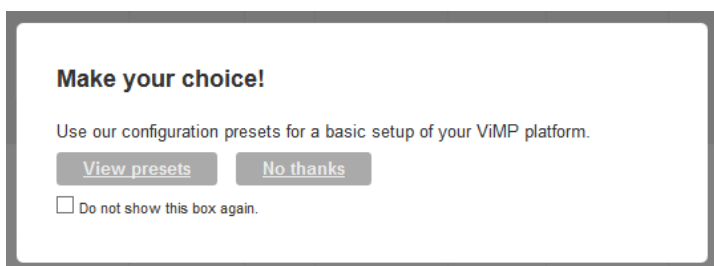 Make your choice!
Use our configuration presets for a basic setup of your ViMP platform.
View presets No thanks
Do not show this box again.